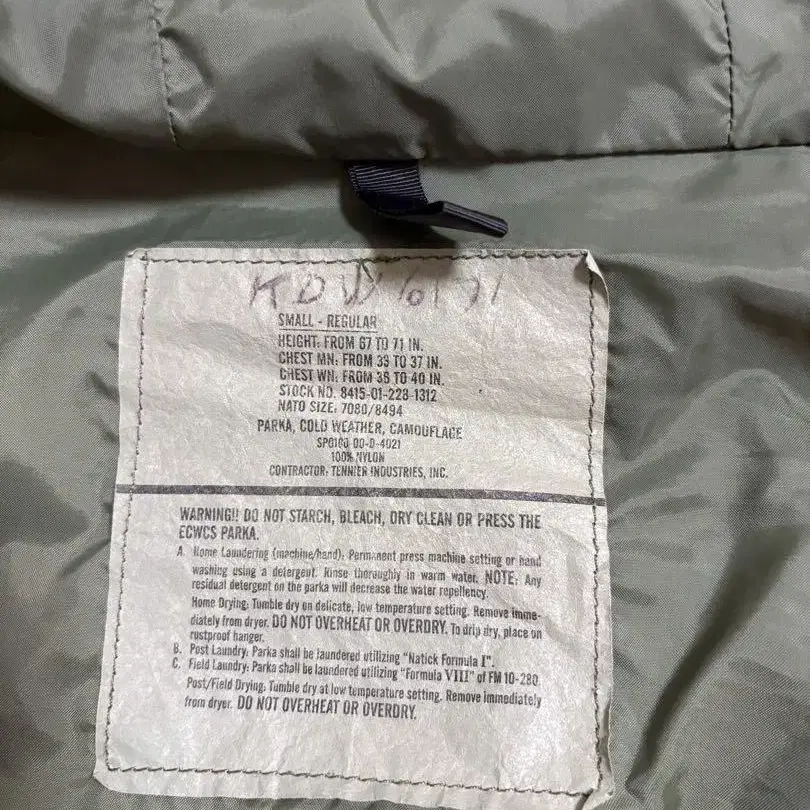 KDW 6171
SMALL - REGULAR
HEIGHT: FROM 67 TO 71 IN.
CHEST MN: FROM 33 TO 37 IN.
CHEST WN: FROM 35 TO 40 IN.
STOCK NO. 8415-01-228-1312
NATO SIZE: 7080/8494
PARKA, COLD WEATHER, CAMOUFLAGE
SPO100-00-D-4021
100% NYLON
CONTRACTOR: TENNIER INDUSTRIES, INC.
WARNING!! DO NOT STARCH, BLEACH, DRY CLEAN OR PRESS THE
ECWCS PARKA.
A. Home Laundering (machine/hand). Permanent press machine setting or hand
washing using a detergent. Rinse thoroughly in warm water. NOTE: Any
residual detergent on the parka will decrease the water repellency.
Home Drying: Tumble dry on delicate, low temperature setting. Remove imme-
diately from dryer. DO NOT OVERHEAT OR OVERDRY. To drip dry, place on
rustproof hanger.
B. Post Laundry: Parka shall be laundered utilizing "Natick Formula I".
C. Field Laundry: Parka shall be laundered utilizing "Formula VIII" of FM 10-280.
Post/Field Drying: Tumble dry at low temperature setting. Remove immediately
from dryer. DO NOT OVERHEAT OR OVERDRY.